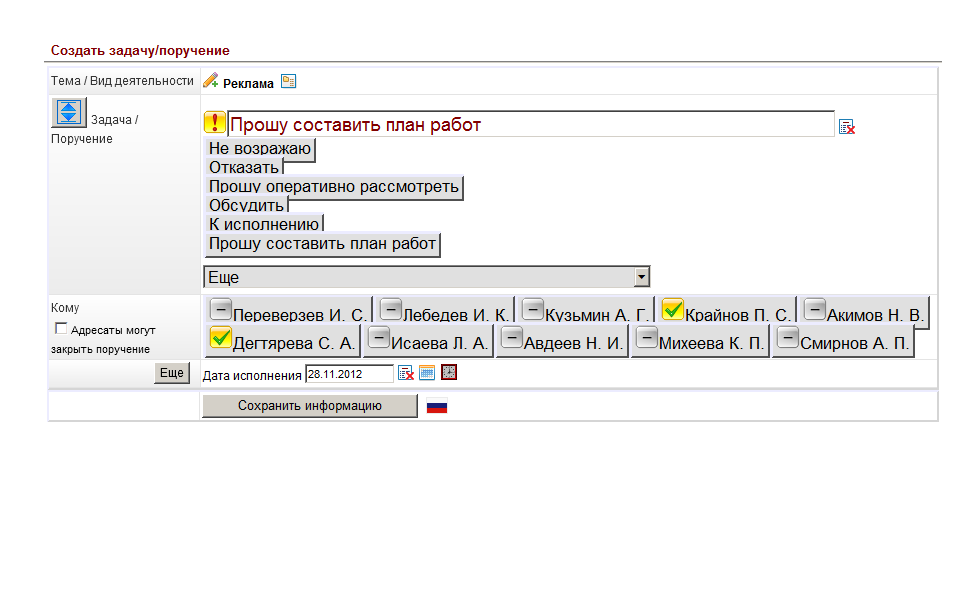 Создать задачу/поручение
Тема / Вид деятельности Реклама
Задача /
Поручение
Прошу составить план работ
Не возражаю
Отказать
Прошу оперативно рассмотреть
Обсудить
К исполнению
Прошу составить план работ
Еще
Кому
Переверзев И. С. Лебедев И. К. Кузьмин А. Г. Крайнов П. С. Акимов Н. В.
Адресаты могут
закрыть поручение
Дегтярева С. А. Исаева Л. А. Авдеев Н. И. Михеева К. П. Смирнов А. П.
Еще Дата исполнения 28.11.2012
Сохранить информацию